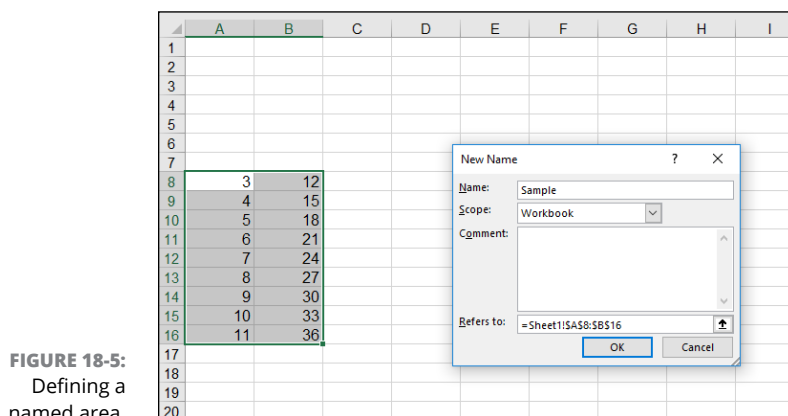 A B C D E F G H I
1
2
3
4
5
6
7
New Name ? ×
8 3 12
Name: Sample
9 4 15
Scope: Workbook
10 5 18
Comment:
11 6 21
12 7 24
13 8 27
14 9 30
15 10 33
Refers to: =Sheet1!$A$8:$B$16
16 11 36
OK Cancel
17
18
19
20
FIGURE 18-5:
Defining a
named area.